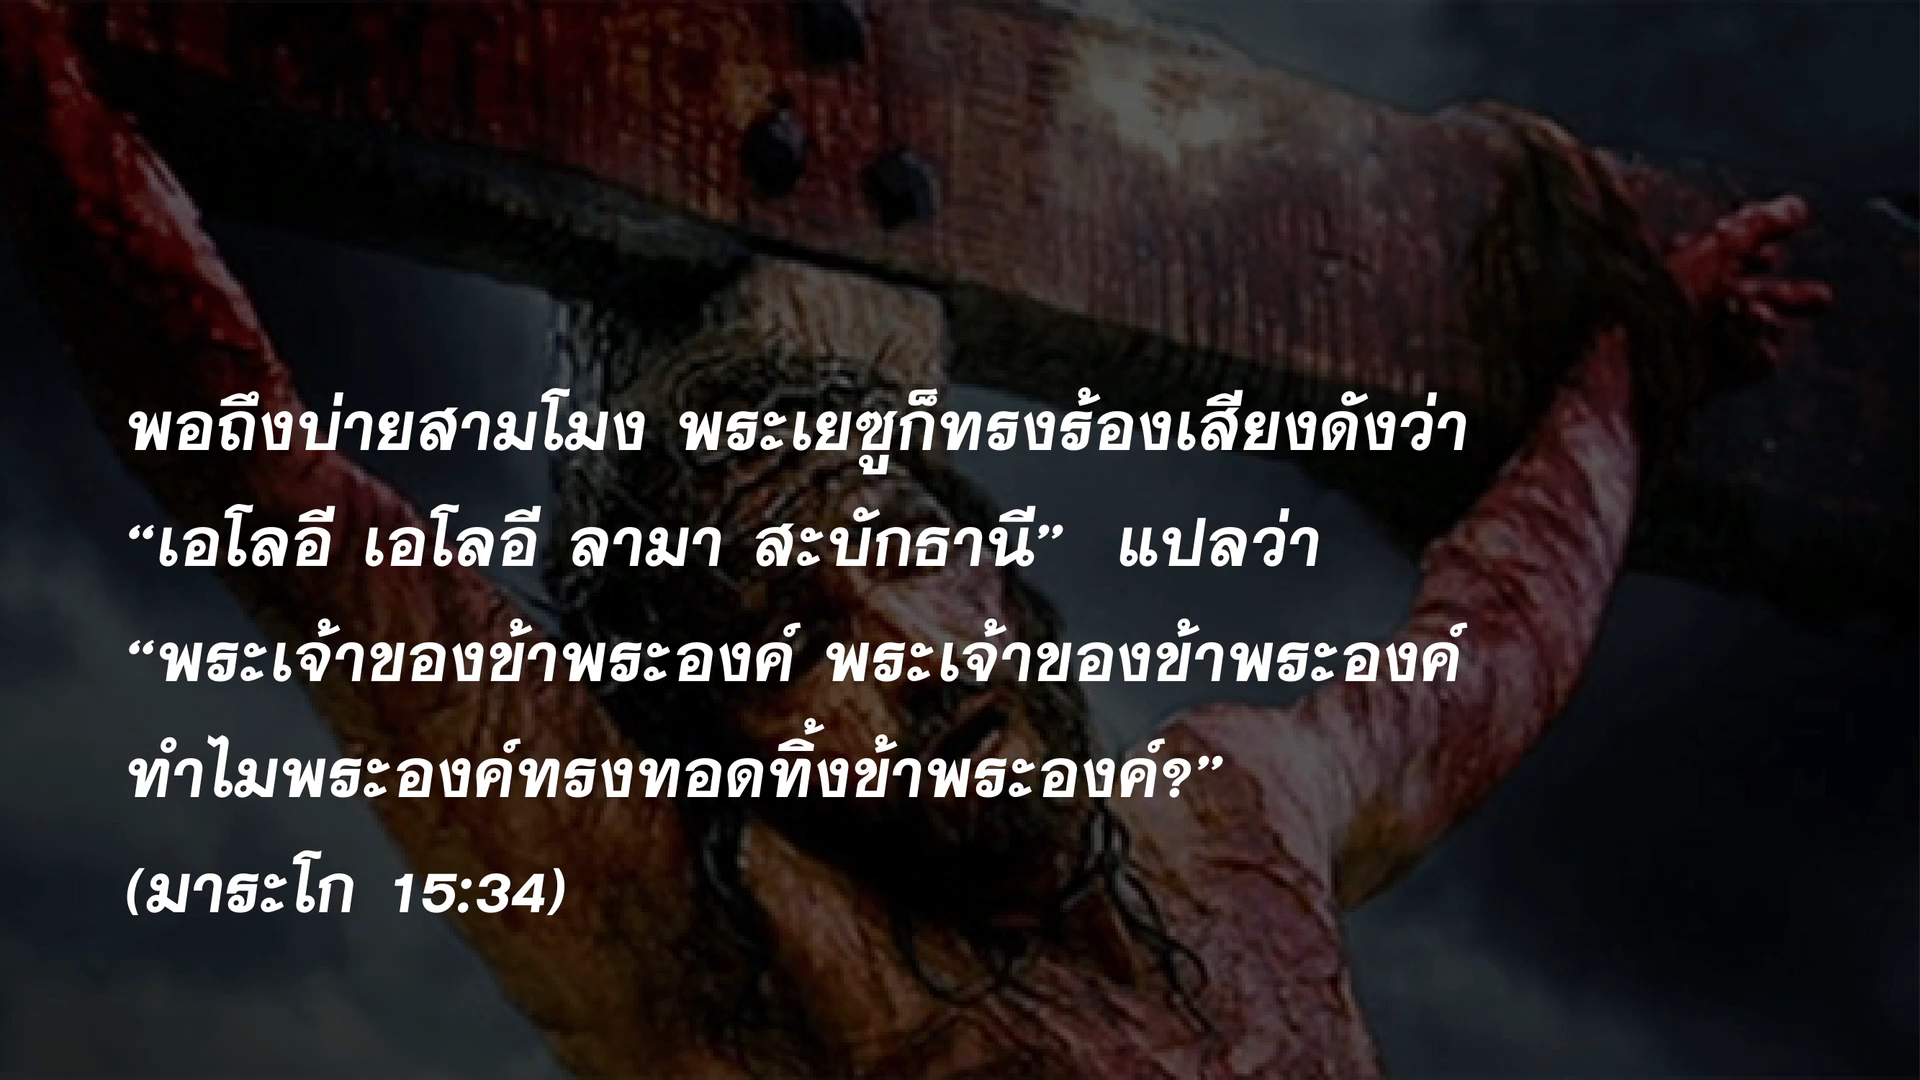 พอถึงบ่ายสามโมง พระเยซูก็ทรงร้องเสียงดังว่า
“เอโลอี เอโลอี ลามา สะบักธานี” แปลว่า
“พระเจ้าของข้าพระองค์ พระเจ้าของข้าพระองค์
ทำไมพระองค์ทรงทอดทิ้งข้าพระองค์?”
(มาระโก 15:34)